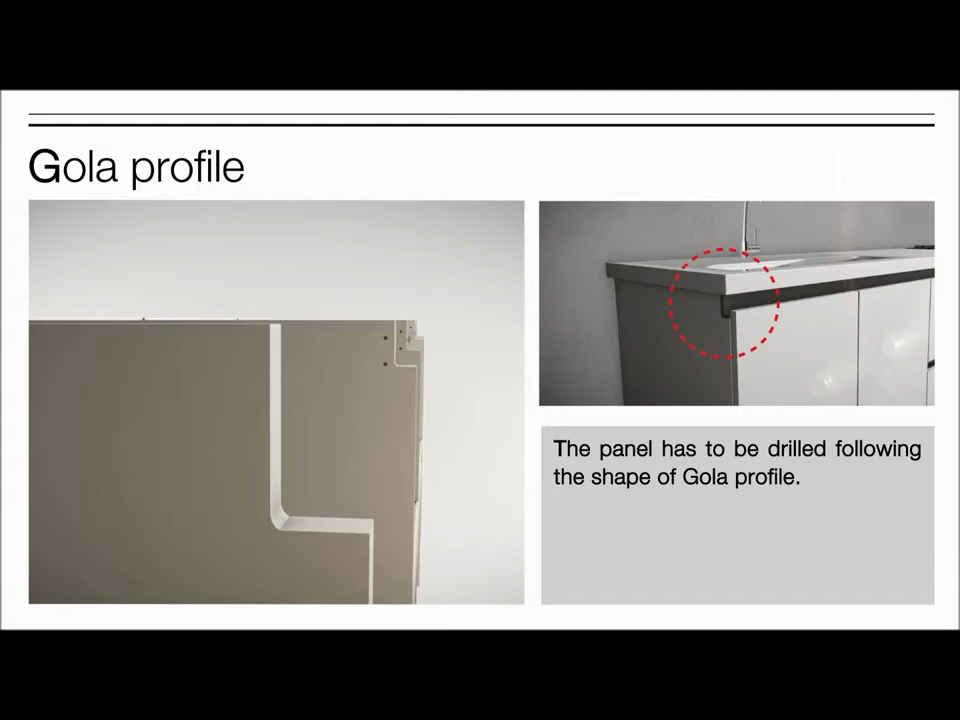 Gola profile
The panel has to be drilled following
the shape of Gola profile.